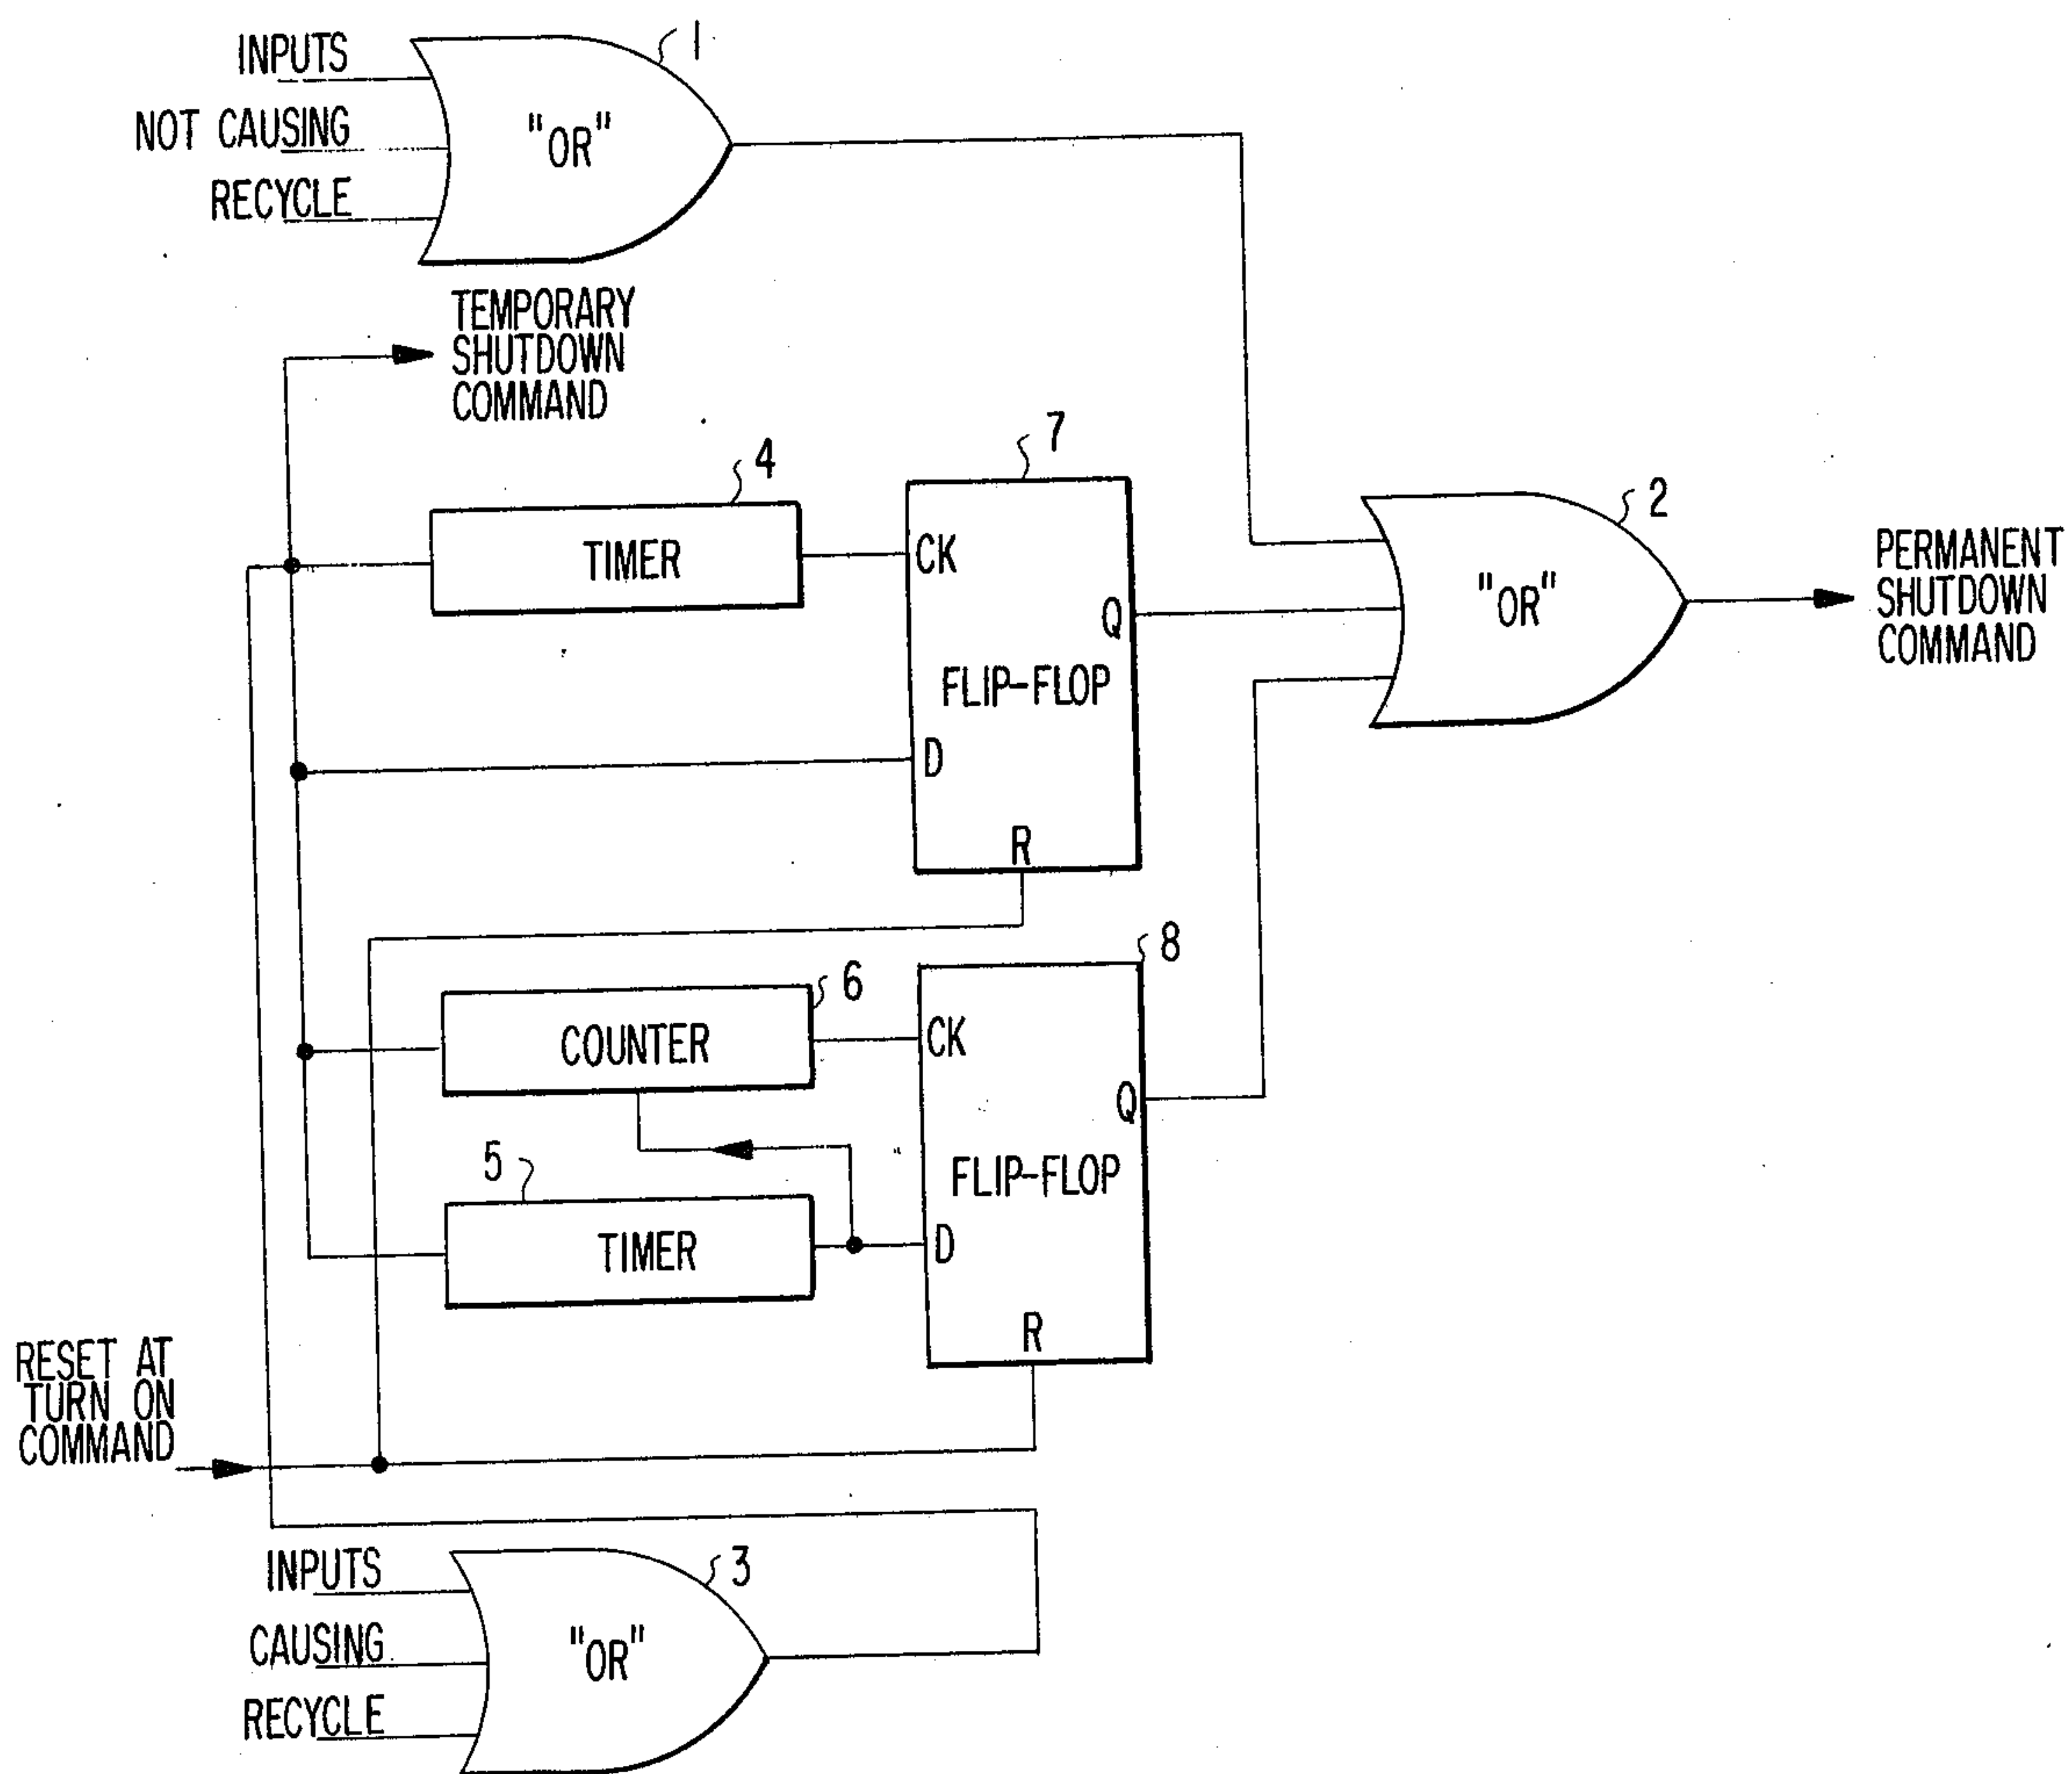 INPUTS
NOT CAUSING
RECYCLE
"OR"
1
TEMPORARY
SHUTDOWN
COMMAND
4
TIMER
7
CK
Q
FLIP-FLOP
D
R
2
"OR"
PERMANENT
SHUTDOWN
COMMAND
6
COUNTER
8
CK
Q
FLIP-FLOP
D
R
5
TIMER
RESET AT
TURN ON
COMMAND
INPUTS
CAUSING
RECYCLE
"OR"
3